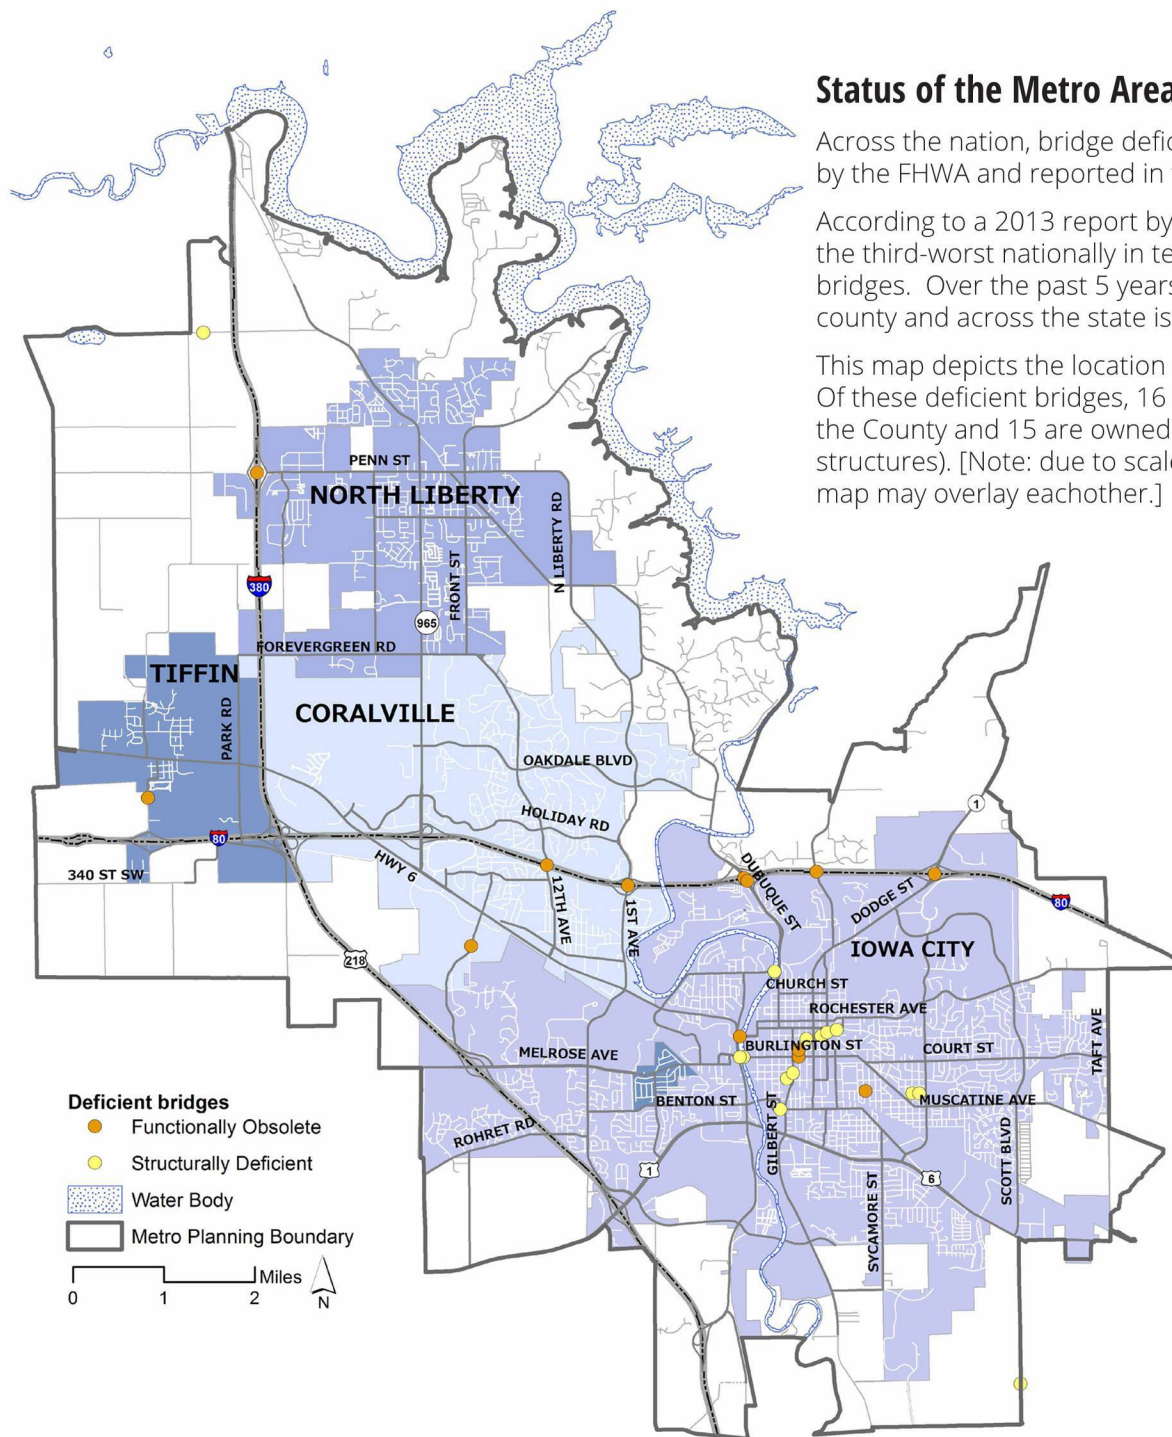 Status of the Metro Area
Across the nation, bridge defic
by the FHWA and reported in
According to a 2013 report by
the third-worst nationally in te
bridges. Over the past 5 years
county and across the state is
This map depicts the location
Of these deficient bridges, 16
the County and 15 are owned
structures). [Note: due to scale
map may overlay eachother.]
PENN ST
NORTH LIBERTY
N LIBERTY RD
380
FRONT ST
965
FOREVERGREEN RD
TIFFIN
PARK RD
CORALVILLE
OAKDALE BLVD
HOLIDAY RD
1
80
340 ST SW
HWY 6
12TH AVE
1ST AVE
DUBUQUE ST
DODGE ST
80
IOWA CITY
218
CHURCH ST
ROCHESTER AVE
TAFT AVE
MELROSE AVE
BURLINGTON ST
COURT ST
BENTON ST
MUSCATINE AVE
ROHRET RD
GILBERT ST
SCOTT BLVD
1
6
SYCAMORE ST
Deficient bridges
Functionally Obsolete
Structurally Deficient
Water Body
Metro Planning Boundary
Miles
0 1 2
N